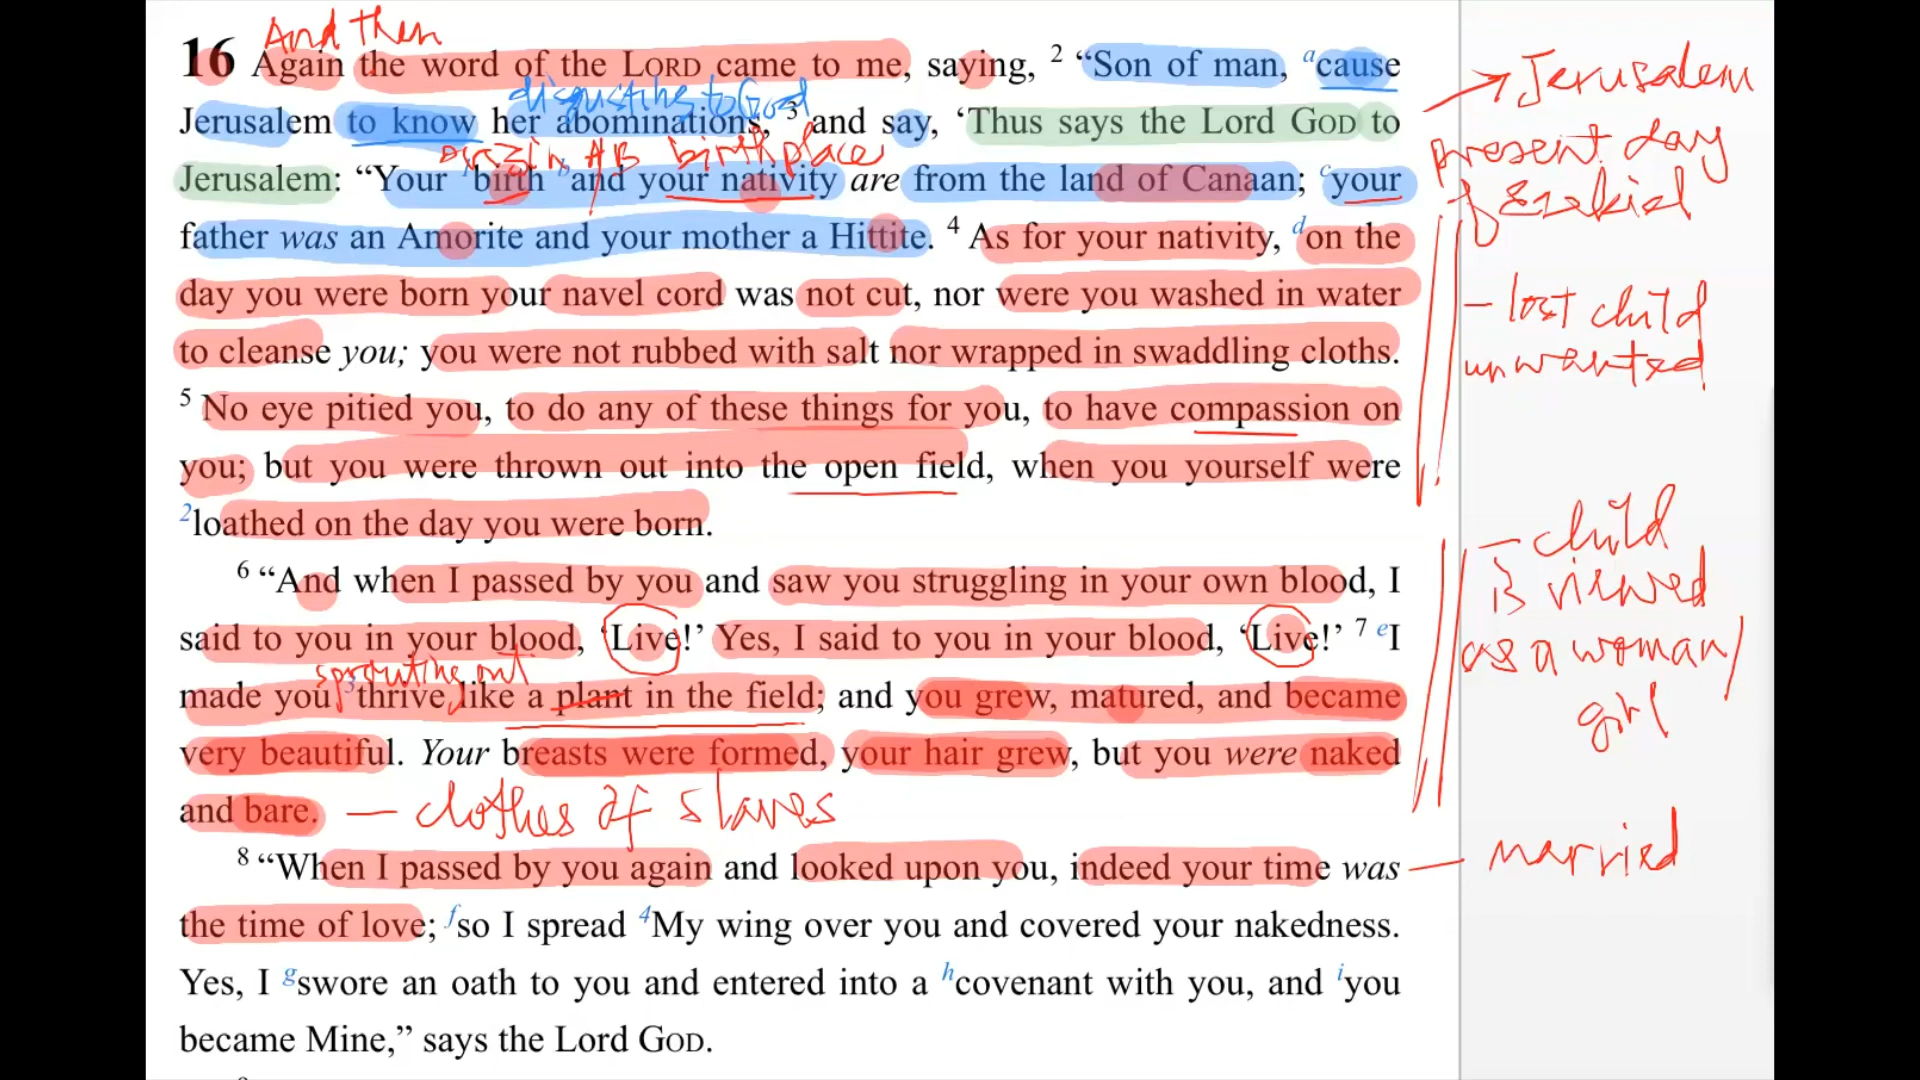 And then
16 Again the word of the LORD came to me, saying, 2 “Son of man, a cause
disgusting to God
Jerusalem to know her abominations, 3 and say, ‘Thus says the Lord GOD to
origin AB birthplace
Jerusalem: “Your b birth and your nativity are from the land of Canaan; c your
father was an Amorite and your mother a Hittite. 4 As for your nativity, d on the
day you were born your navel cord was not cut, nor were you washed in water
to cleanse you; you were not rubbed with salt nor wrapped in swaddling cloths.
5 No eye pitied you, to do any of these things for you, to have compassion on
you; but you were thrown out into the open field, when you yourself were
2 loathed on the day you were born.
6 “And when I passed by you and saw you struggling in your own blood, I
said to you in your blood, ‘Live!’ Yes, I said to you in your blood, ‘Live!’ 7 e I
sprouting out
made you 3 thrive like a plant in the field; and you grew, matured, and became
very beautiful. Your breasts were formed, your hair grew, but you were naked
and bare. — clothes of slaves
8 “When I passed by you again and looked upon you, indeed your time was
the time of love; f so I spread 4 My wing over you and covered your nakedness.
Yes, I g swore an oath to you and entered into a h covenant with you, and i you
became Mine,” says the Lord GOD.
→ Jerusalem
present day
of Ezekiel
– lost child
unwanted
– child
is viewed
as a woman/
girl
– married